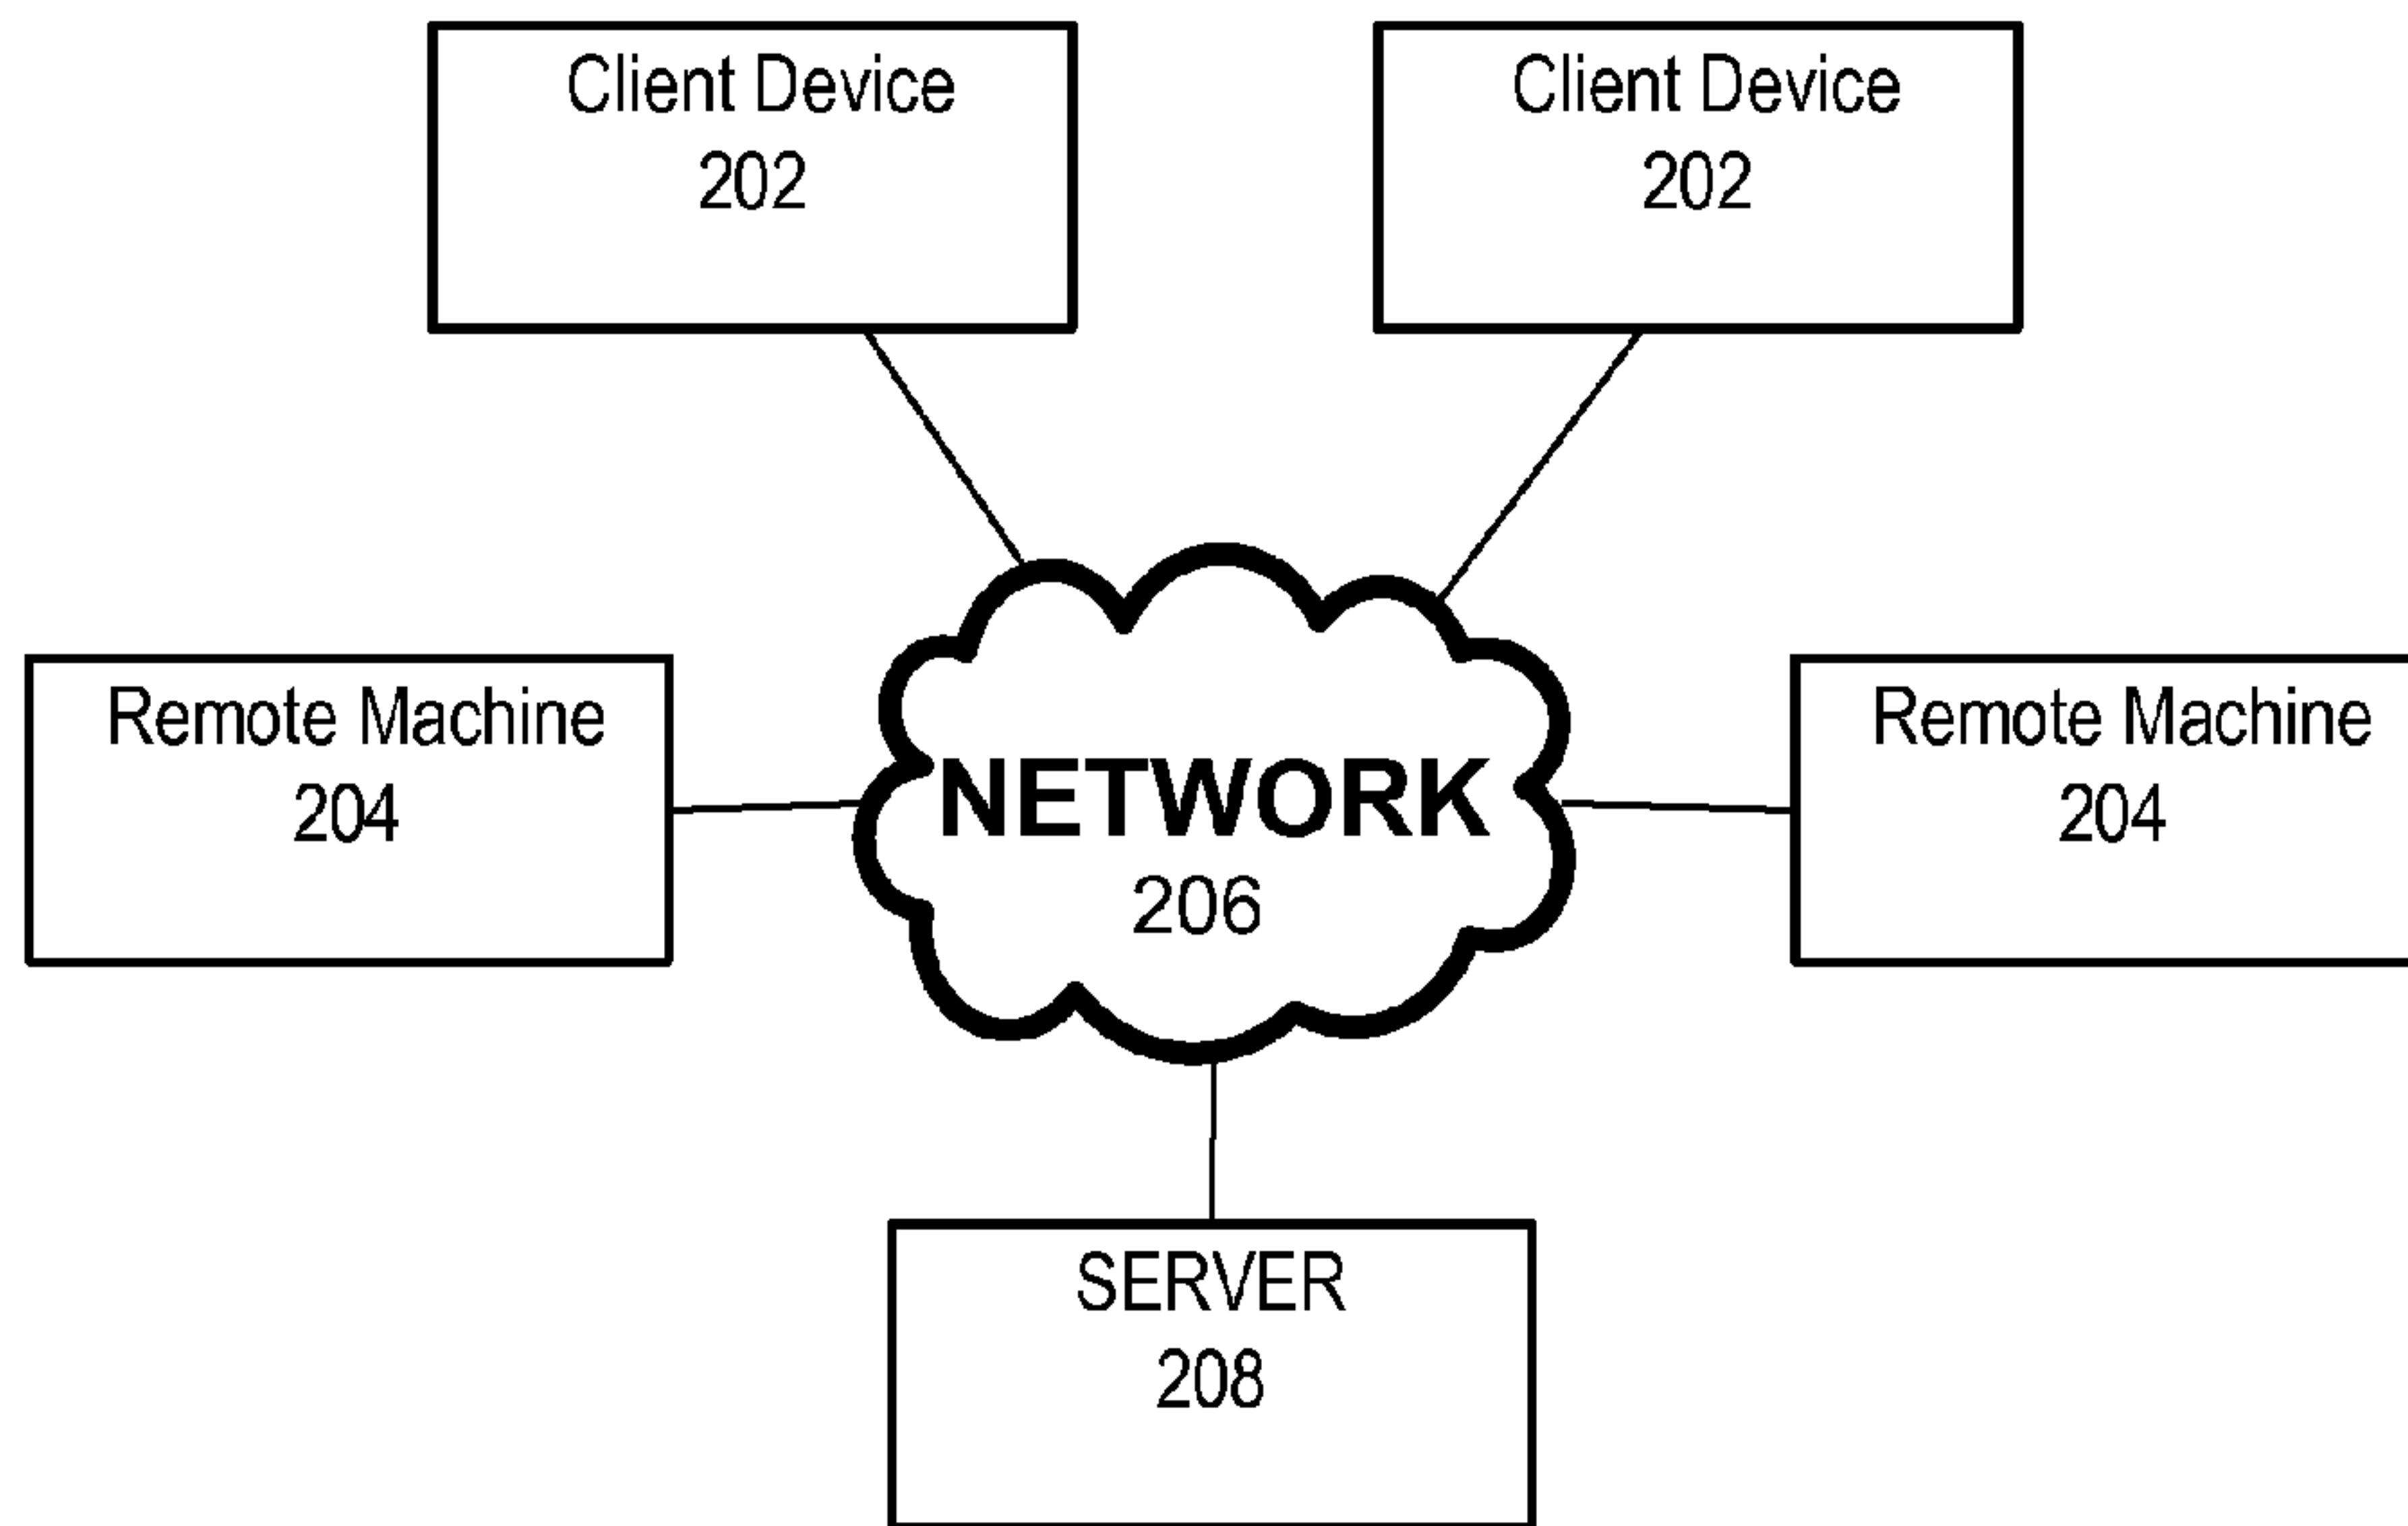 Client Device
202
Client Device
202
Remote Machine
204
NETWORK
206
Remote Machine
204
SERVER
208